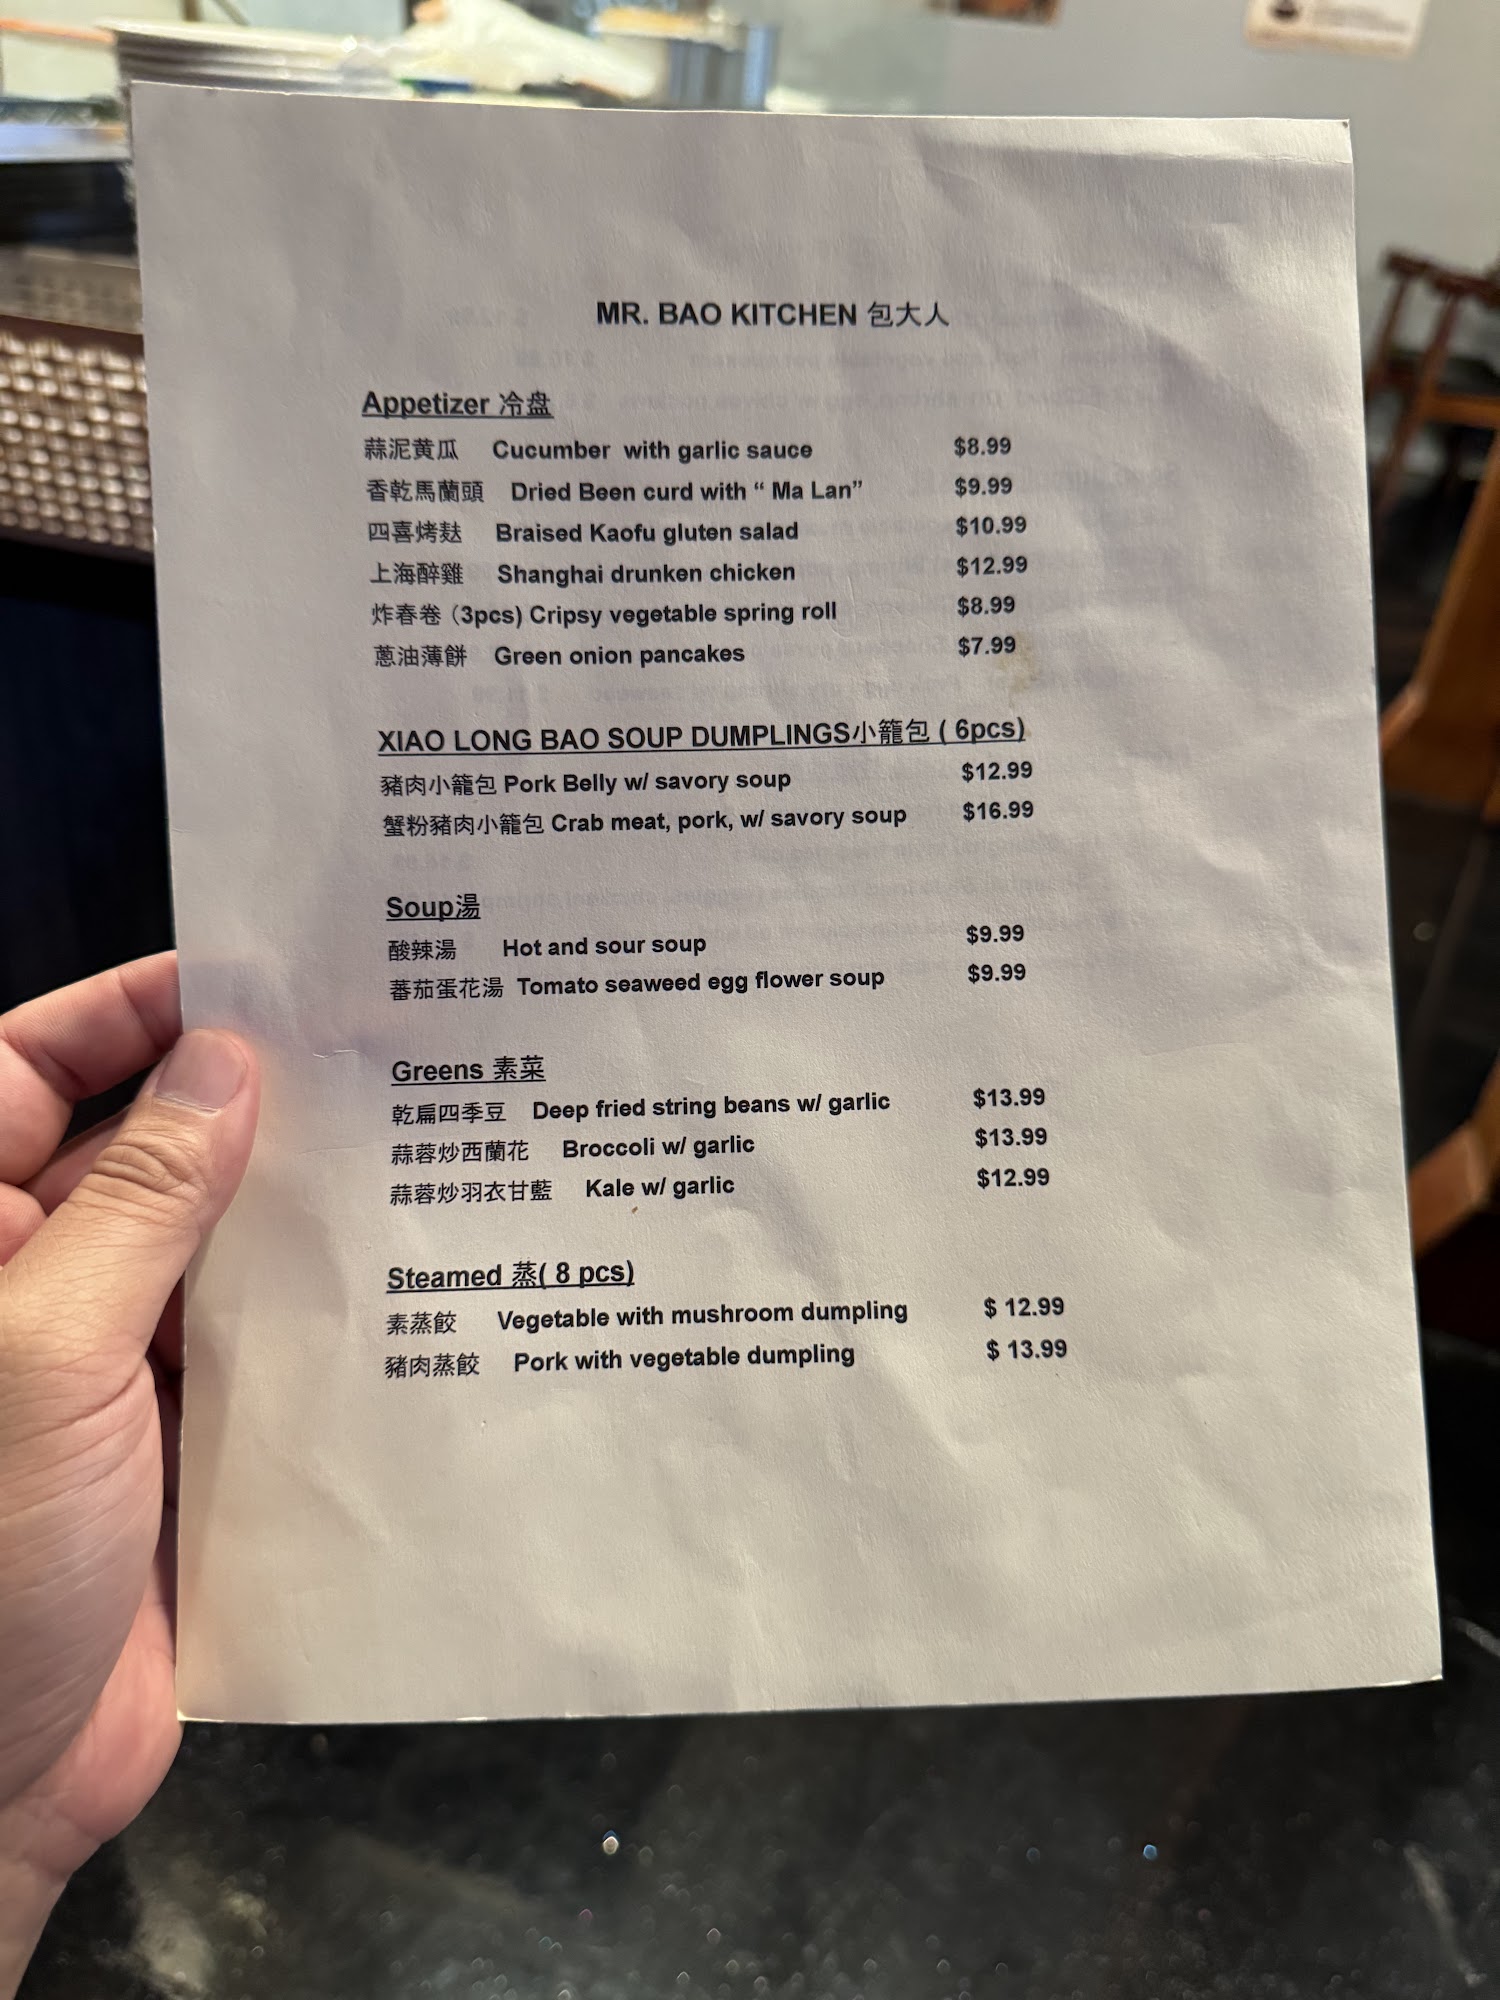 MR. BAO KITCHEN 包大人
Appetizer 冷盘
蒜泥黄瓜 Cucumber with garlic sauce $8.99
香乾馬蘭頭 Dried Been curd with “ Ma Lan” $9.99
四喜烤麸 Braised Kaofu gluten salad $10.99
上海醉雞 Shanghai drunken chicken $12.99
炸春卷 (3pcs) Cripsy vegetable spring roll $8.99
蔥油薄餅 Green onion pancakes $7.99
XIAO LONG BAO SOUP DUMPLINGS小籠包 ( 6pcs)
豬肉小籠包 Pork Belly w/ savory soup $12.99
蟹粉豬肉小籠包 Crab meat, pork, w/ savory soup $16.99
Soup湯
酸辣湯 Hot and sour soup $9.99
蕃茄蛋花湯 Tomato seaweed egg flower soup $9.99
Greens 素菜
乾扁四季豆 Deep fried string beans w/ garlic $13.99
蒜蓉炒西蘭花 Broccoli w/ garlic $13.99
蒜蓉炒羽衣甘藍 Kale w/ garlic $12.99
Steamed 蒸( 8 pcs)
素蒸餃 Vegetable with mushroom dumpling $ 12.99
豬肉蒸餃 Pork with vegetable dumpling $ 13.99